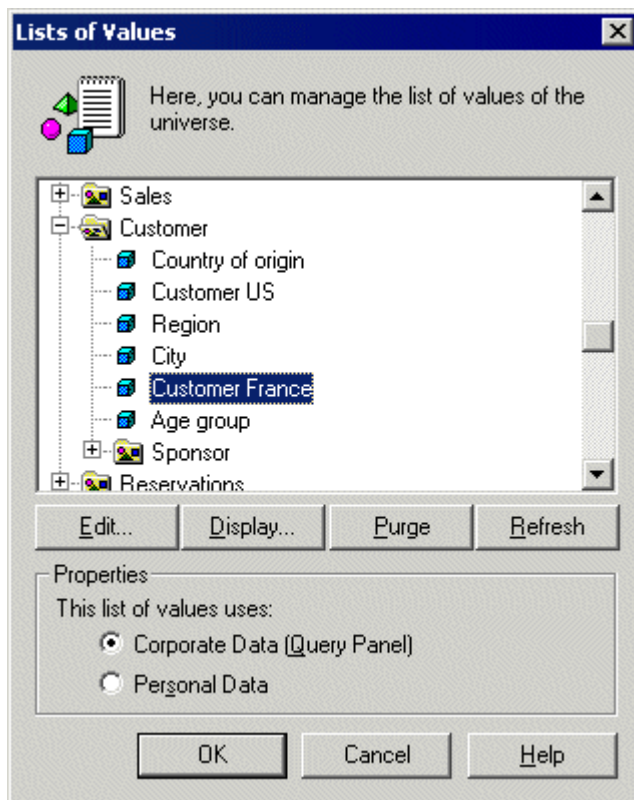 Lists of Values
Here, you can manage the list of values of the
universe.
Sales
Customer
Country of origin
Customer US
Region
City
Customer France
Age group
Sponsor
Reservations
Edit... Display... Purge Refresh
Properties
This list of values uses:
Corporate Data (Query Panel)
Personal Data
OK Cancel Help